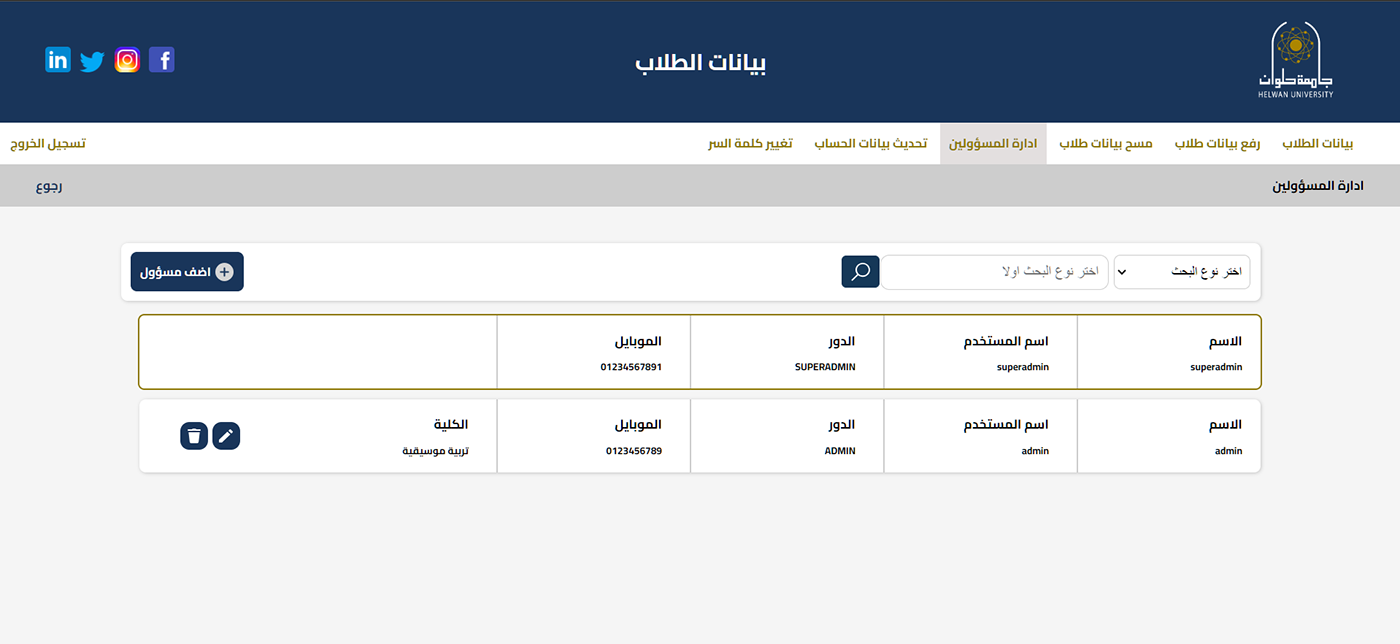 جامعة حلوان
HELWAN UNIVERSITY
بيانات الطلاب
بيانات الطلاب
رفع بيانات طلاب
مسح بيانات طلاب
ادارة المسؤولين
تحديث بيانات الحساب
تغيير كلمة السر
تسجيل الخروج
ادارة المسؤولين
رجوع
اختر نوع البحث
اختر نوع البحث اولا
اضف مسؤول
الاسم
superadmin
اسم المستخدم
superadmin
الدور
SUPERADMIN
الموبايل
01234567891
الاسم
admin
اسم المستخدم
admin
الدور
ADMIN
الموبايل
0123456789
الكلية
تربية موسيقية